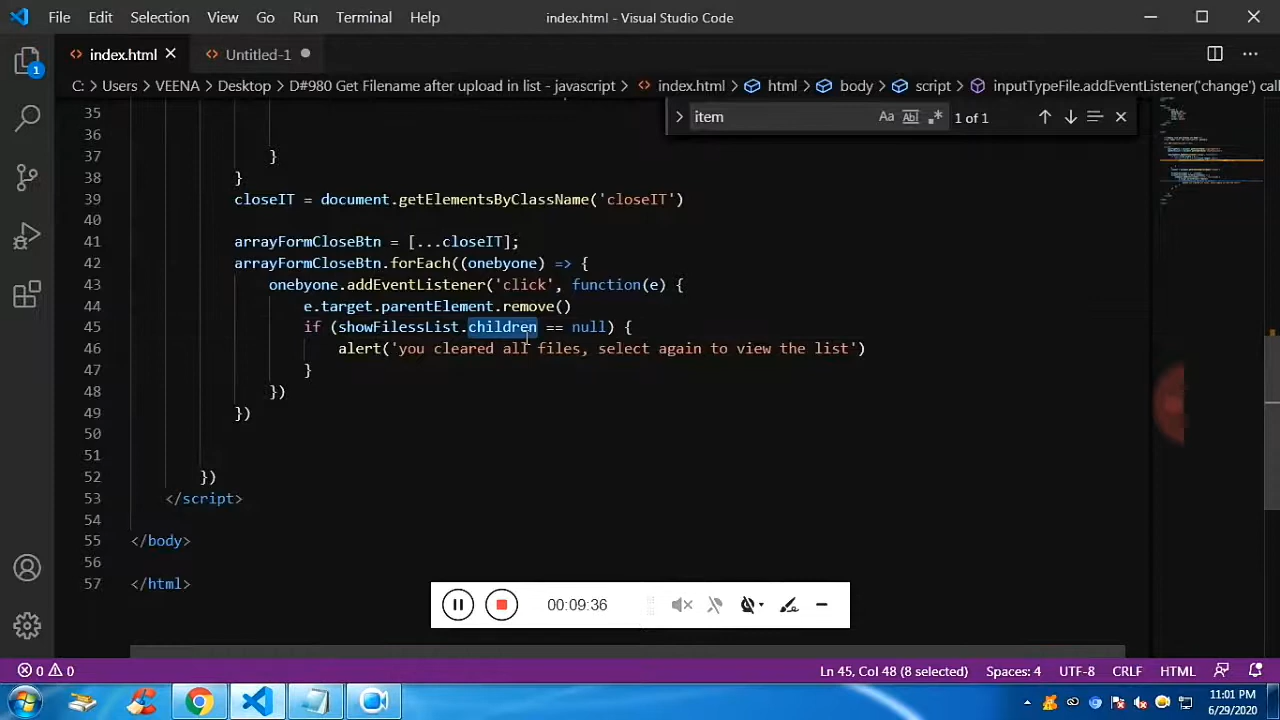 File Edit Selection View Go Run Terminal Help index.html - Visual Studio Code
index.html Untitled-1
C: > Users > VEENA > Desktop > D#980 Get Filename after upload in list - javascript > index.html > html > body > script > inputTypeFile.addEventListener('change') call
item Aa Ab 1 of 1
35
36
37 }
38 }
39 closeIT = document.getElementsByClassName('closeIT')
40
41 arrayFormCloseBtn = [...closeIT];
42 arrayFormCloseBtn.forEach((onebyone) => {
43 onebyone.addEventListener('click', function(e) {
44 e.target.parentElement.remove()
45 if (showFilessList.children == null) {
46 alert('you cleared all files, select again to view the list')
47 }
48 })
49 })
50
51
52 })
53 </script>
54
55 </body>
56
57 </html>
00:09:36
0 0 Ln 45, Col 48 (8 selected) Spaces: 4 UTF-8 CRLF HTML
11:01 PM
6/29/2020
1